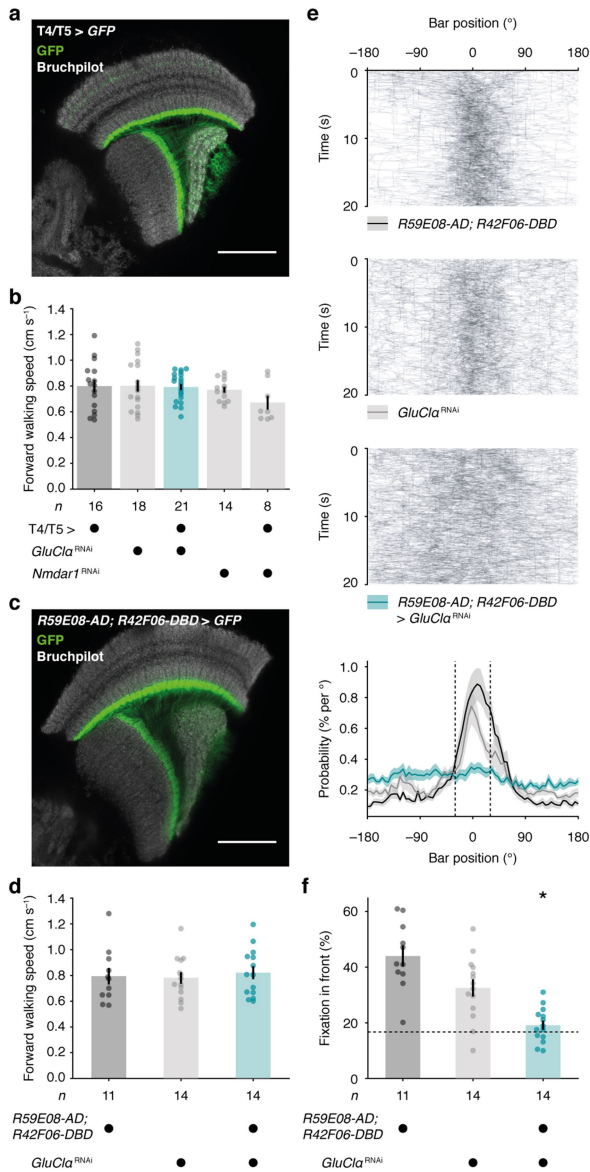 a
T4/T5 > GFP
GFP
Bruchpilot
b
Forward walking speed (cm s⁻¹)
1.4
1.2
1.0
0.8
0.6
0.4
0.2
0.0
n 16 18 21 14 8
T4/T5 >
GluClα RNAi
Nmdar1 RNAi
c
R59E08-AD; R42F06-DBD > GFP
GFP
Bruchpilot
d
Forward walking speed (cm s⁻¹)
1.4
1.2
1.0
0.8
0.6
0.4
0.2
0.0
n 11 14 14
R59E08-AD;
R42F06-DBD
GluClα RNAi
e
Bar position (°)
−180 −90 0 90 180
Time (s)
0
10
20
R59E08-AD; R42F06-DBD
Time (s)
0
10
20
GluClα RNAi
Time (s)
0
10
20
R59E08-AD; R42F06-DBD
> GluClα RNAi
Probability (% per °)
1.0
0.8
0.6
0.4
0.2
−180 −90 0 90 180
Bar position (°)
f
Fixation in front (%)
60
40
20
0
*
n 11 14 14
R59E08-AD;
R42F06-DBD
GluClα RNAi